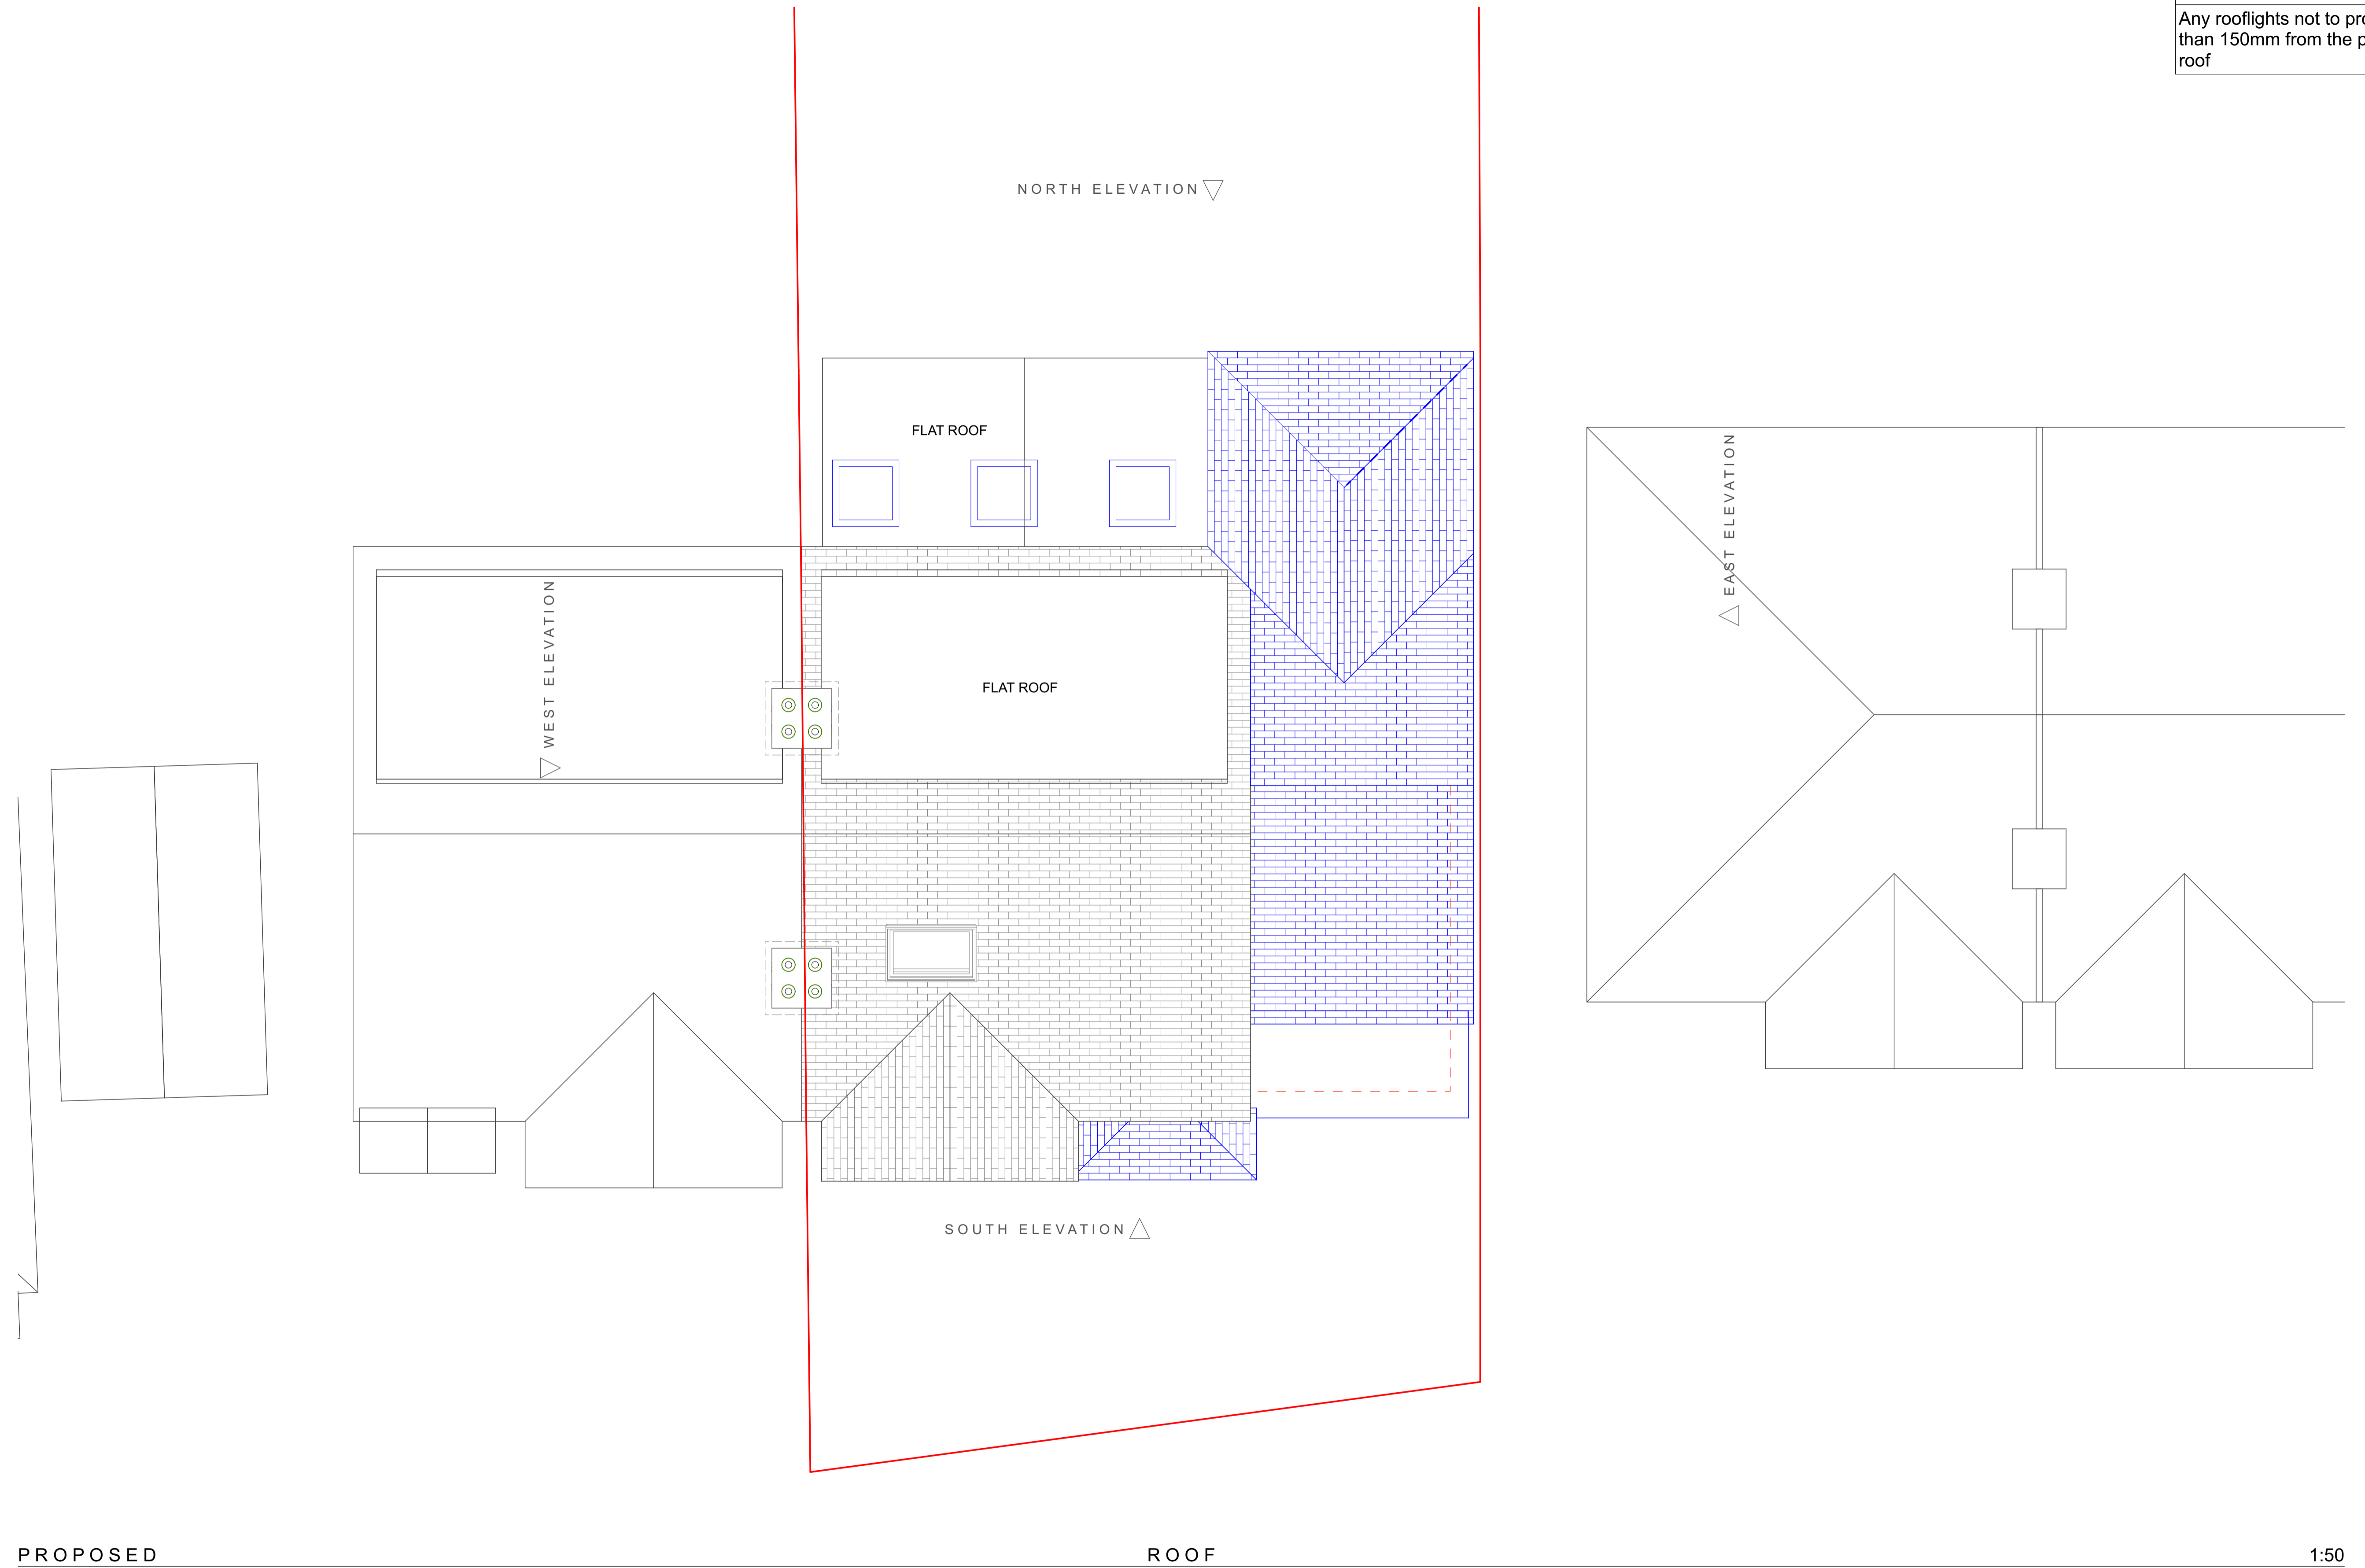 Any rooflights not to
than 150mm from the
roof
NORTH ELEVATION
FLAT ROOF
EAST ELEVATION
WEST ELEVATION
FLAT ROOF
SOUTH ELEVATION
PROPOSED
ROOF
1:50